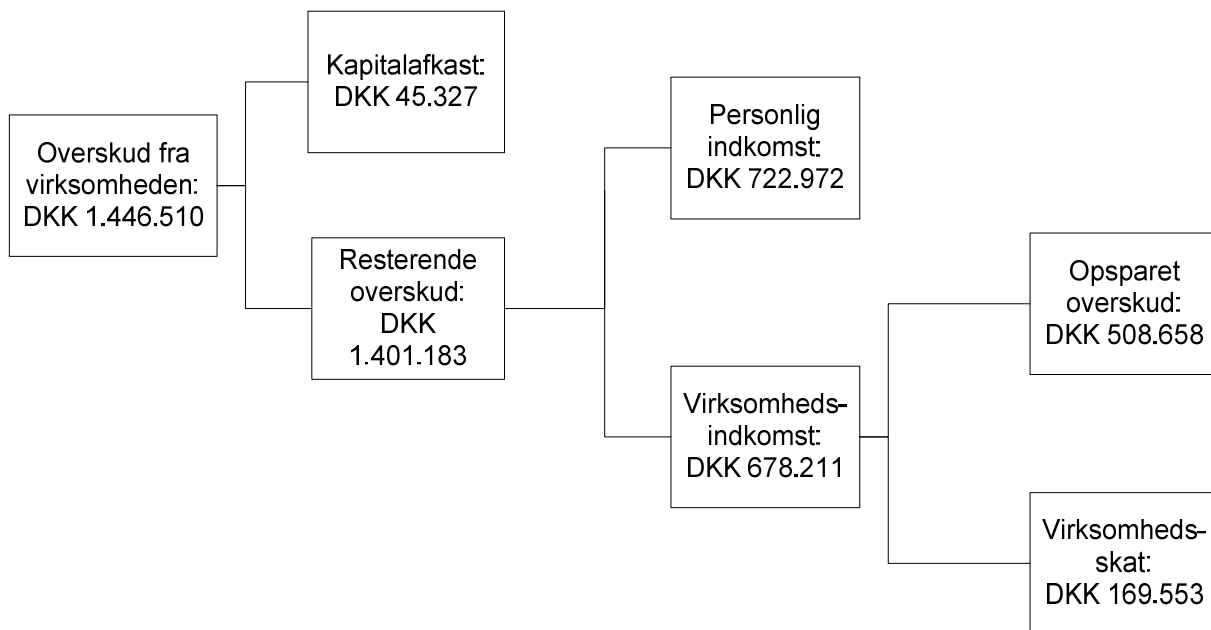 Overskud fra
virksomheden:
DKK 1.446.510
Kapitalafkast:
DKK 45.327
Resterende
overskud:
DKK
1.401.183
Personlig
indkomst:
DKK 722.972
Virksomheds-
indkomst:
DKK 678.211
Opsparet
overskud:
DKK 508.658
Virksomheds-
skat:
DKK 169.553